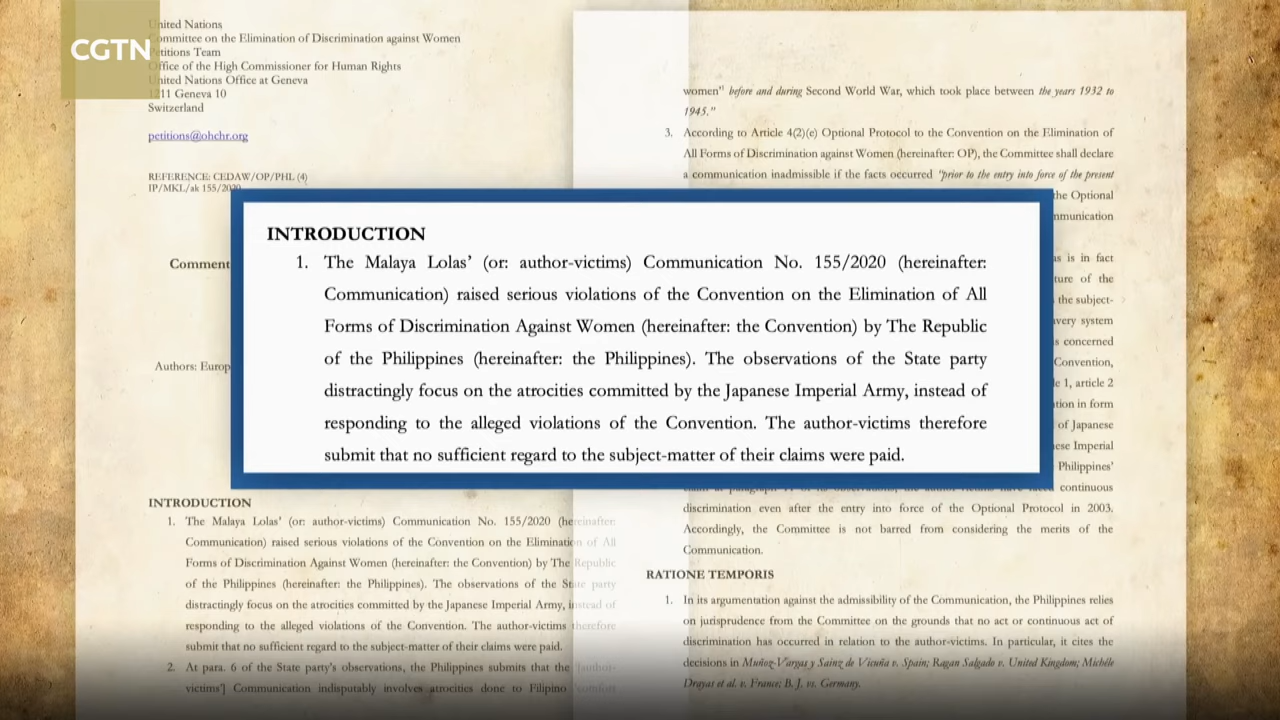 CGTN
United Nations
Committee on the Elimination of Discrimination against Women
Petitions Team
Office of the High Commissioner for Human Rights
United Nations Office at Geneva
1211 Geneva 10
Switzerland
petitions@ohchr.org
REFERENCE: CEDAW/OP/PHL (4)
IP/MKL/ak 155/2020
Comment
Authors: Europ
INTRODUCTION
1. The Malaya Lolas’ (or: author-victims) Communication No. 155/2020 (hereinafter:
Communication) raised serious violations of the Convention on the Elimination of All
Forms of Discrimination Against Women (hereinafter: the Convention) by The Republic
of the Philippines (hereinafter: the Philippines). The observations of the State party
distractingly focus on the atrocities committed by the Japanese Imperial Army, instead of
responding to the alleged violations of the Convention. The author-victims therefore
submit that no sufficient regard to the subject-matter of their claims were paid.
INTRODUCTION
1. The Malaya Lolas’ (or: author-victims) Communication No. 155/2020 (hereinafter:
Communication) raised serious violations of the Convention on the Elimination of All
Forms of Discrimination Against Women (hereinafter: the Convention) by The Republic
of the Philippines (hereinafter: the Philippines). The observations of the State party
distractingly focus on the atrocities committed by the Japanese Imperial Army, instead of
responding to the alleged violations of the Convention. The author-victims therefore
submit that no sufficient regard to the subject-matter of their claims were paid.
2. At para. 6 of the State party’s observations, the Philippines submits that the “[author-
victims’] Communication indisputably involves atrocities done to Filipino ‘comfort
women’¹ before and during Second World War, which took place between the years 1932 to
1945.”
3. According to Article 4(2)(e) Optional Protocol to the Convention on the Elimination of
All Forms of Discrimination against Women (hereinafter: OP), the Committee shall declare
a communication inadmissible if the facts occurred “prior to the entry into force of the present
the Optional
mmunication
as is in fact
ture of the
the subject-
avery system
s concerned
Convention,
le 1, article 2
ation in form
of Japanese
nese Imperial
Philippines’
continuous
discrimination even after the entry into force of the Optional Protocol in 2003.
Accordingly, the Committee is not barred from considering the merits of the
Communication.
RATIONE TEMPORIS
1. In its argumentation against the admissibility of the Communication, the Philippines relies
on jurisprudence from the Committee on the grounds that no act or continuous act of
discrimination has occurred in relation to the author-victims. In particular, it cites the
decisions in Muñoz-Vargas y Sainz de Vicuña v. Spain; Ragan Salgado v. United Kingdom; Michèle
Drayas et al. v. France; B. J. vs. Germany.